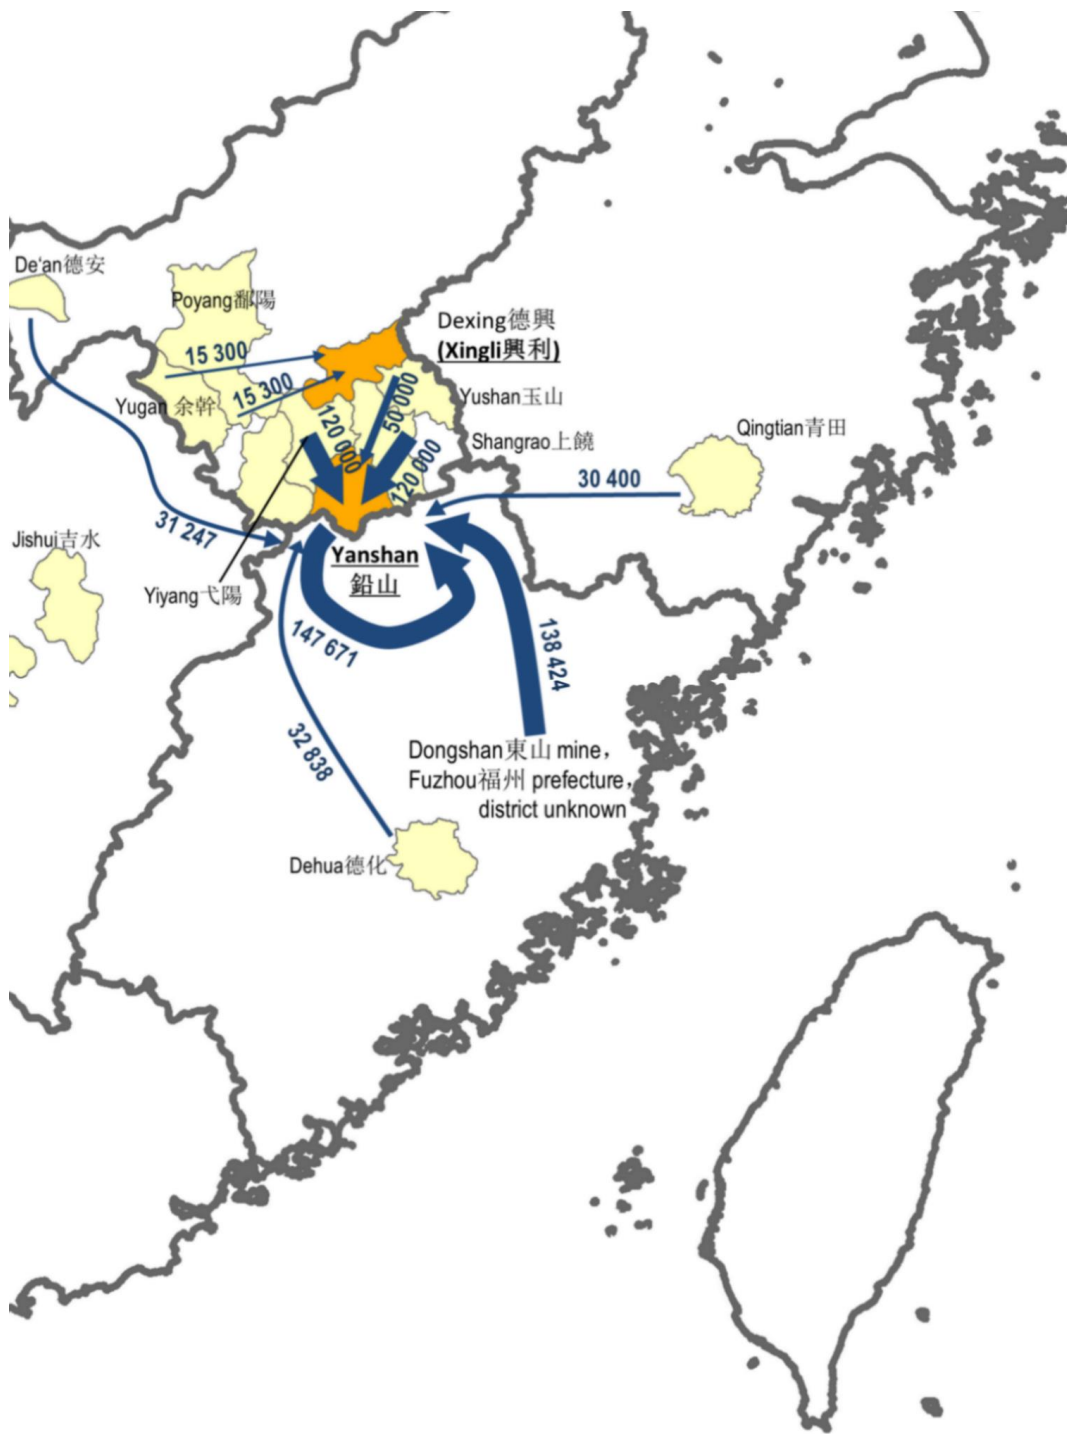 De'an德安
Poyang鄱陽
Dexing德興
(Xingli興利)
15 300
15 300
Yugan 余幹
120 000
50 000
Yushan玉山
Shangrao上饒
120 000
Qingtian青田
30 400
31 247
Jishui吉水
Yiyang弋陽
Yanshan
鉛山
147 671
138 424
32 838
Dongshan東山 mine,
Fuzhou福州 prefecture,
district unknown
Dehua德化